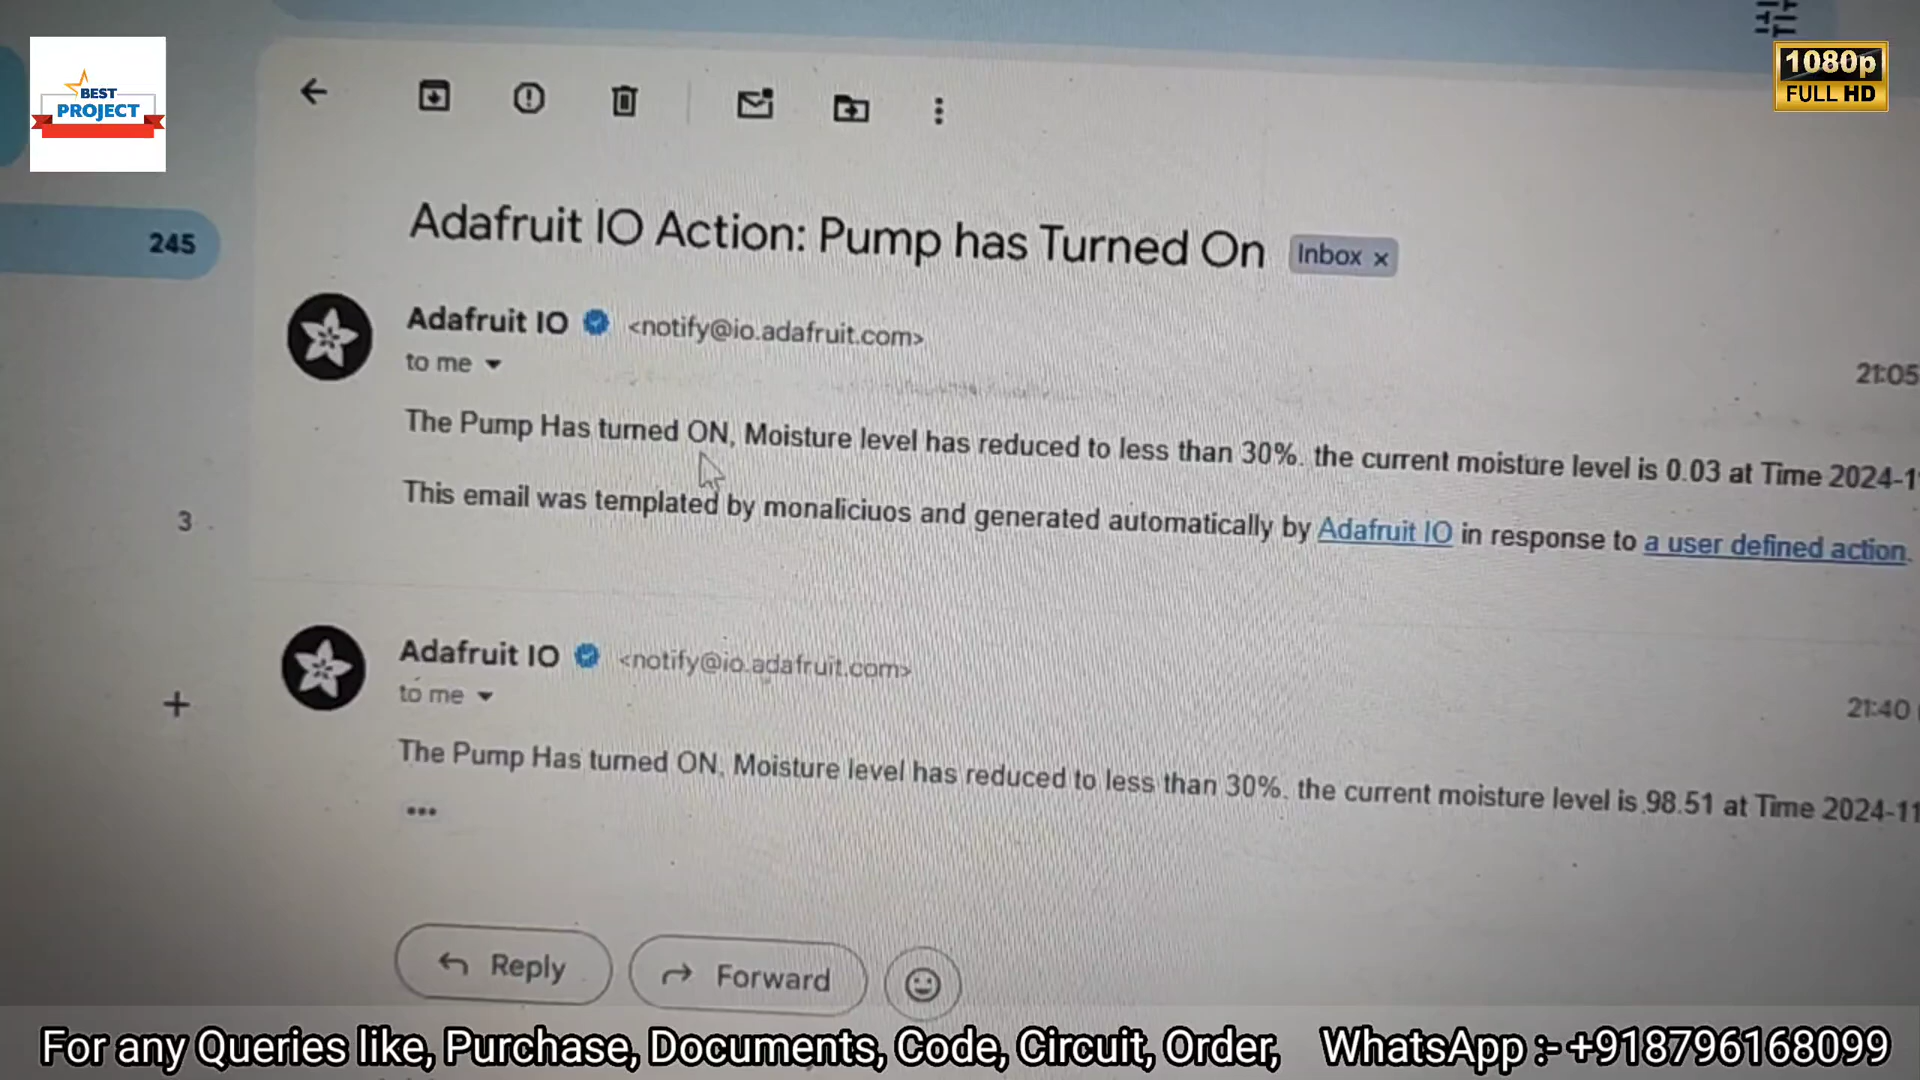 BEST
PROJECT
1080p
FULL HD
245
Adafruit IO Action: Pump has Turned On Inbox x
Adafruit IO <notify@io.adafruit.com>
to me
21:05
The Pump Has turned ON, Moisture level has reduced to less than 30%. the current moisture level is 0.03 at Time 2024-1
This email was templated by monaliciuos and generated automatically by Adafruit IO in response to a user defined action.
3
Adafruit IO <notify@io.adafruit.com>
to me
21:40
The Pump Has turned ON, Moisture level has reduced to less than 30%. the current moisture level is 98.51 at Time 2024-11
Reply Forward
For any Queries like, Purchase, Documents, Code, Circuit, Order, WhatsApp :- +918796168099